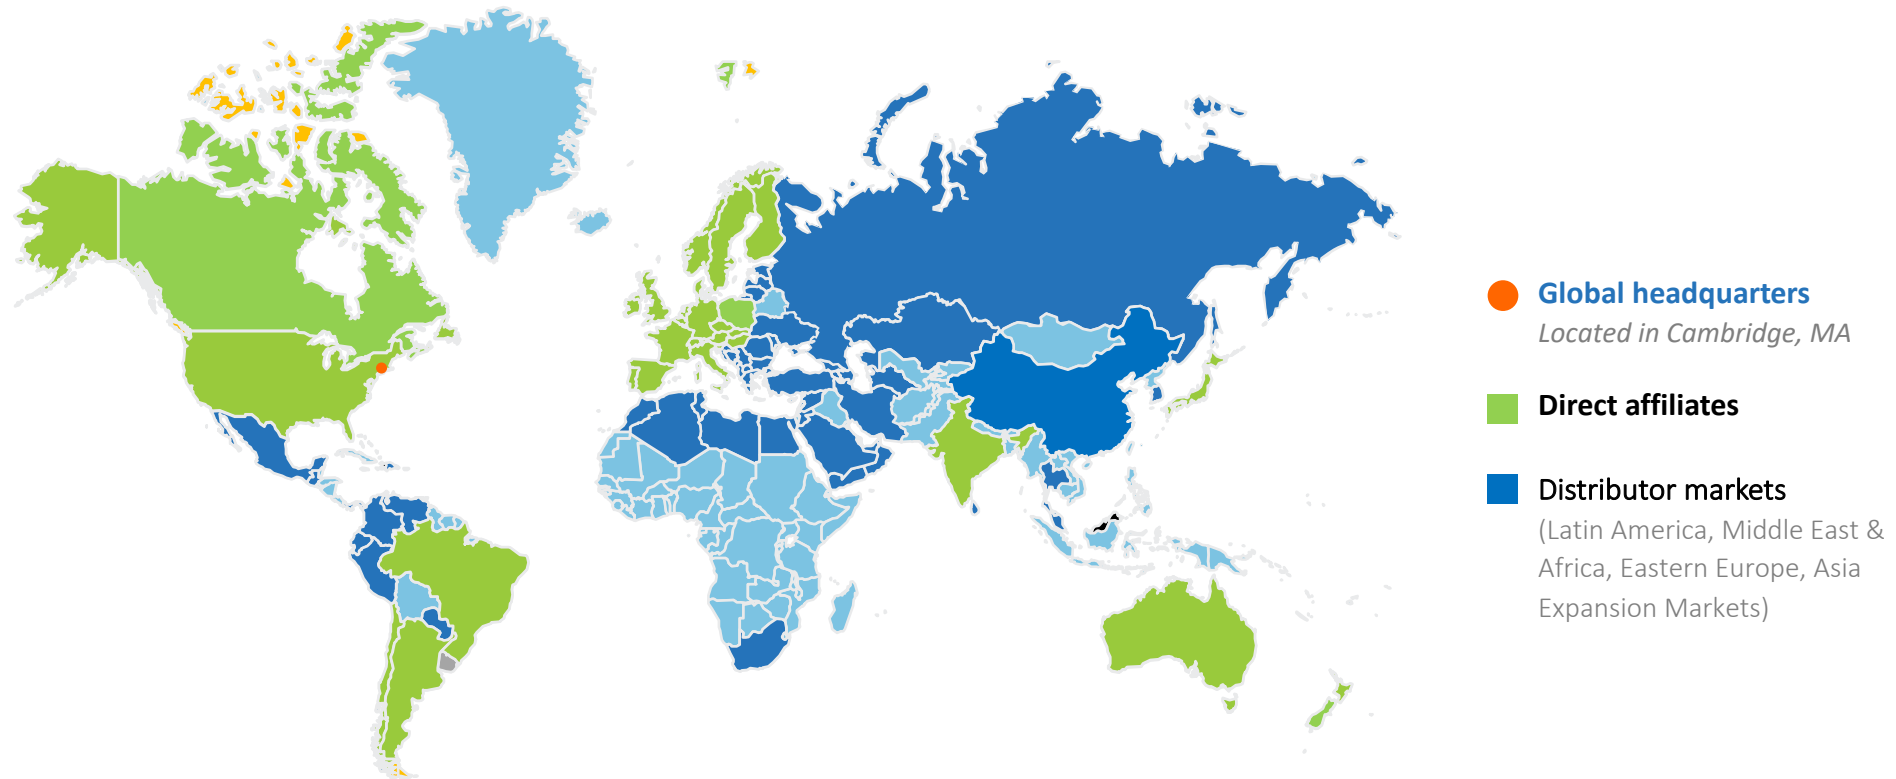 Global headquarters
Located in Cambridge, MA
Direct affiliates
Distributor markets
(Latin America, Middle East &
Africa, Eastern Europe, Asia
Expansion Markets)